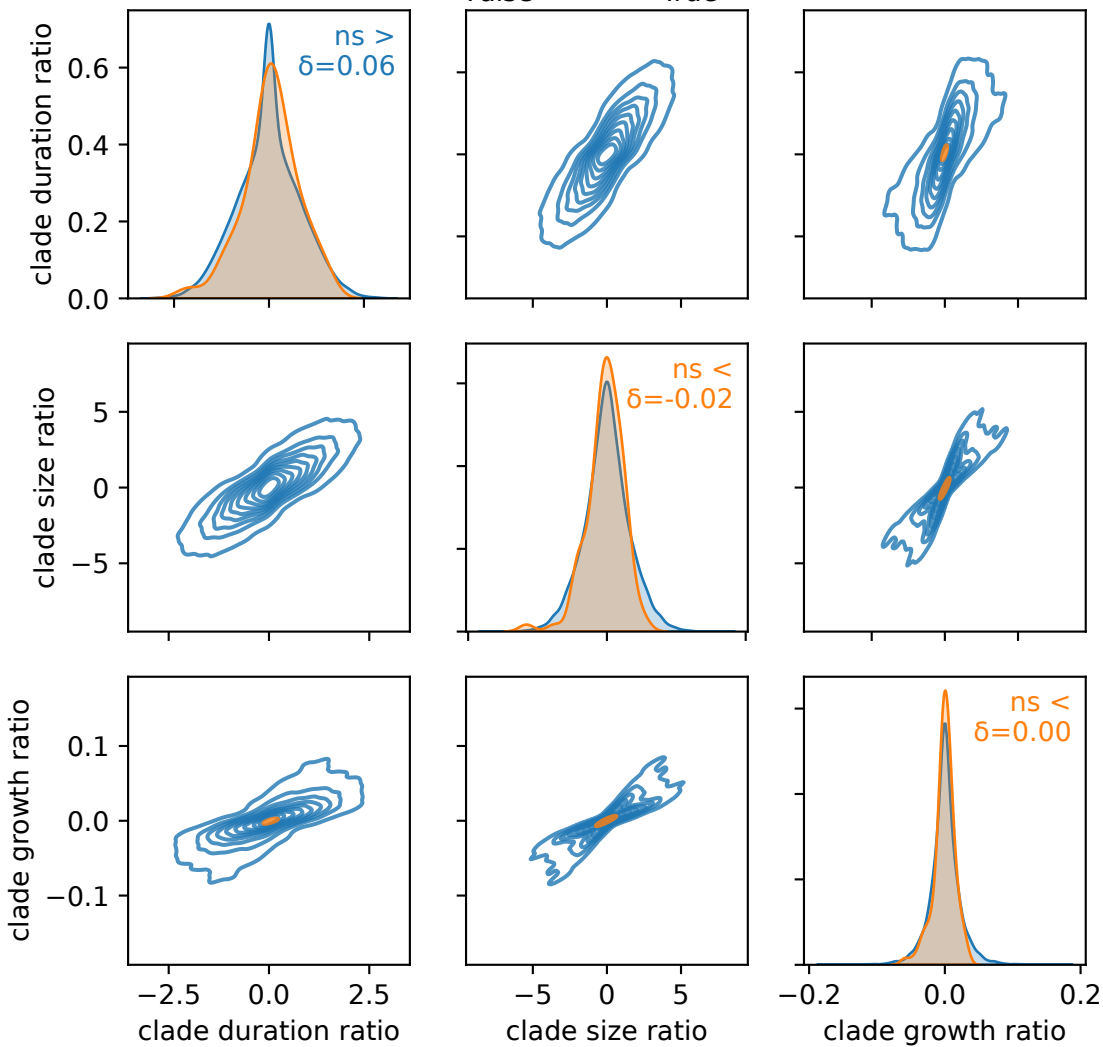 clade duration ratio
0.6
0.4
0.2
0.0
ns >
δ=0.06
clade size ratio
5
0
−5
ns <
δ=-0.02
clade growth ratio
0.1
0.0
−0.1
ns <
δ=0.00
−2.5 0.0 2.5
−5 0 5
−0.2 0.0 0.2
clade duration ratio
clade size ratio
clade growth ratio